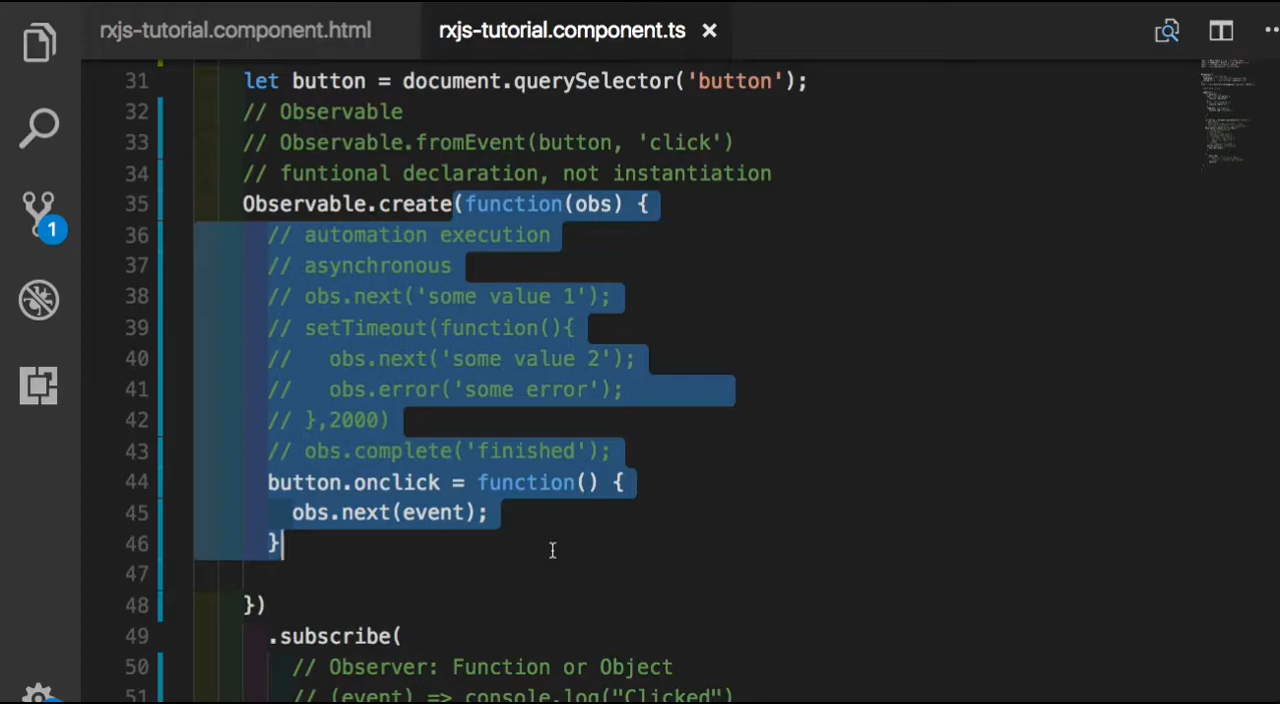 rxjs-tutorial.component.html rxjs-tutorial.component.ts ×
31 let button = document.querySelector('button');
32 // Observable
33 // Observable.fromEvent(button, 'click')
34 // funtional declaration, not instantiation
35 Observable.create(function(obs) {
36 // automation execution
37 // asynchronous
38 // obs.next('some value 1');
39 // setTimeout(function(){
40 //   obs.next('some value 2');
41 //   obs.error('some error');
42 // },2000)
43 // obs.complete('finished');
44 button.onclick = function() {
1
45 obs.next(event);
46 }
47
48 })
49 .subscribe(
50 // Observer: Function or Object
51 // (event) => console.log("Clicked")